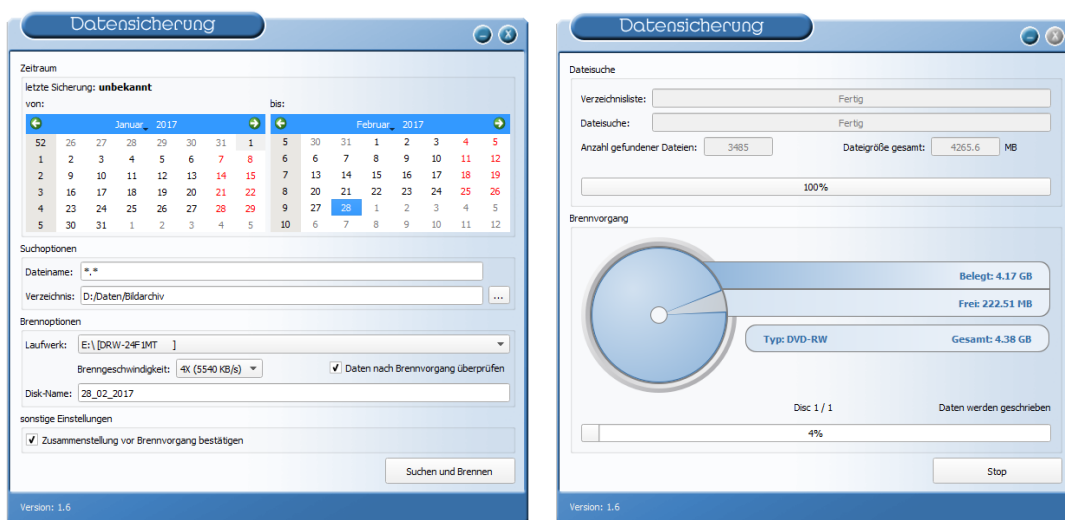 Datensicherung
Zeitraum
letzte Sicherung: unbekannt
von:
Januar 2017
52 26 27 28 29 30 31 1
1 2 3 4 5 6 7 8
2 9 10 11 12 13 14 15
3 16 17 18 19 20 21 22
4 23 24 25 26 27 28 29
5 30 31 1 2 3 4 5
bis:
Februar 2017
5 30 31 1 2 3 4 5
6 6 7 8 9 10 11 12
7 13 14 15 16 17 18 19
8 20 21 22 23 24 25 26
9 27 28 1 2 3 4 5
10 6 7 8 9 10 11 12
Suchoptionen
Dateiname: *.*
Verzeichnis: D:/Daten/Bildarchiv ...
Brennoptionen
Laufwerk: E:\ [DRW-24F1MT ]
Brenngeschwindigkeit: 4X (5540 KB/s) Daten nach Brennvorgang überprüfen
Disk-Name: 28_02_2017
sonstige Einstellungen
Zusammenstellung vor Brennvorgang bestätigen
Suchen und Brennen
Version: 1.6
Datensicherung
Dateisuche
Verzeichnisliste: Fertig
Dateisuche: Fertig
Anzahl gefundener Dateien: 3485 Dateigröße gesamt: 4265.6 MB
100%
Brennvorgang
Belegt: 4.17 GB
Frei: 222.51 MB
Typ: DVD-RW Gesamt: 4.38 GB
Disc 1 / 1 Daten werden geschrieben
4%
Stop
Version: 1.6